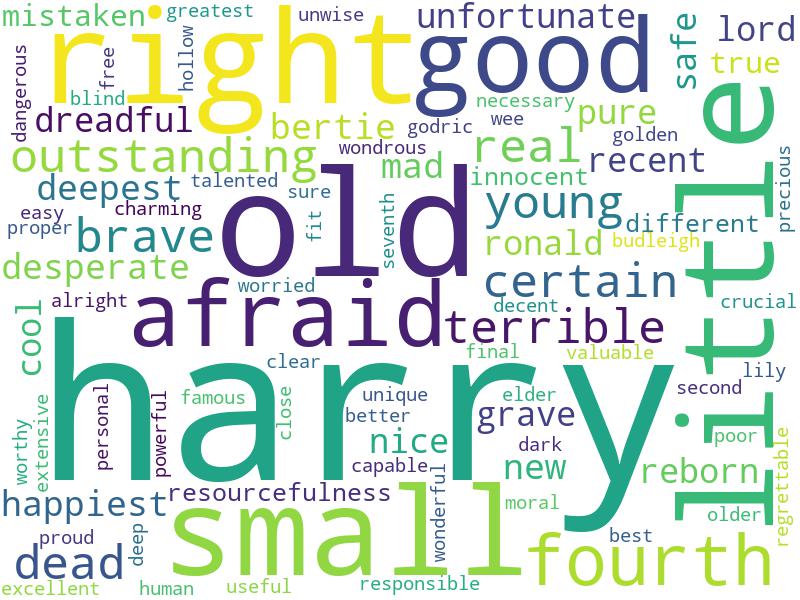 mistaken
greatest
right
unwise
unfortunate
good
safe
lord
true
little
dangerous
free
hollow
blind
dreadful
bertie
godric
necessary
wee
pure
golden
outstanding
wondrous
mad
real
recent
precious
deepest
talented
sure
innocent
easy
proper
charming
brave
old
fit
seventh
young
different
ronald
budleigh
desperate
worried
certain
crucial
alright
afraid
decent
terrible
cool
harry
clear
final
valuable
lily
second
worthy
extensive
personal
powerful
famous
close
unique
better
elder
grave
nice
dark
poor
regrettable
capable
new
reborn
happiest
resourcefulness
small
wonderful
moral
older
fourth
proud
deep
dead
best
excellent
human
useful
responsible